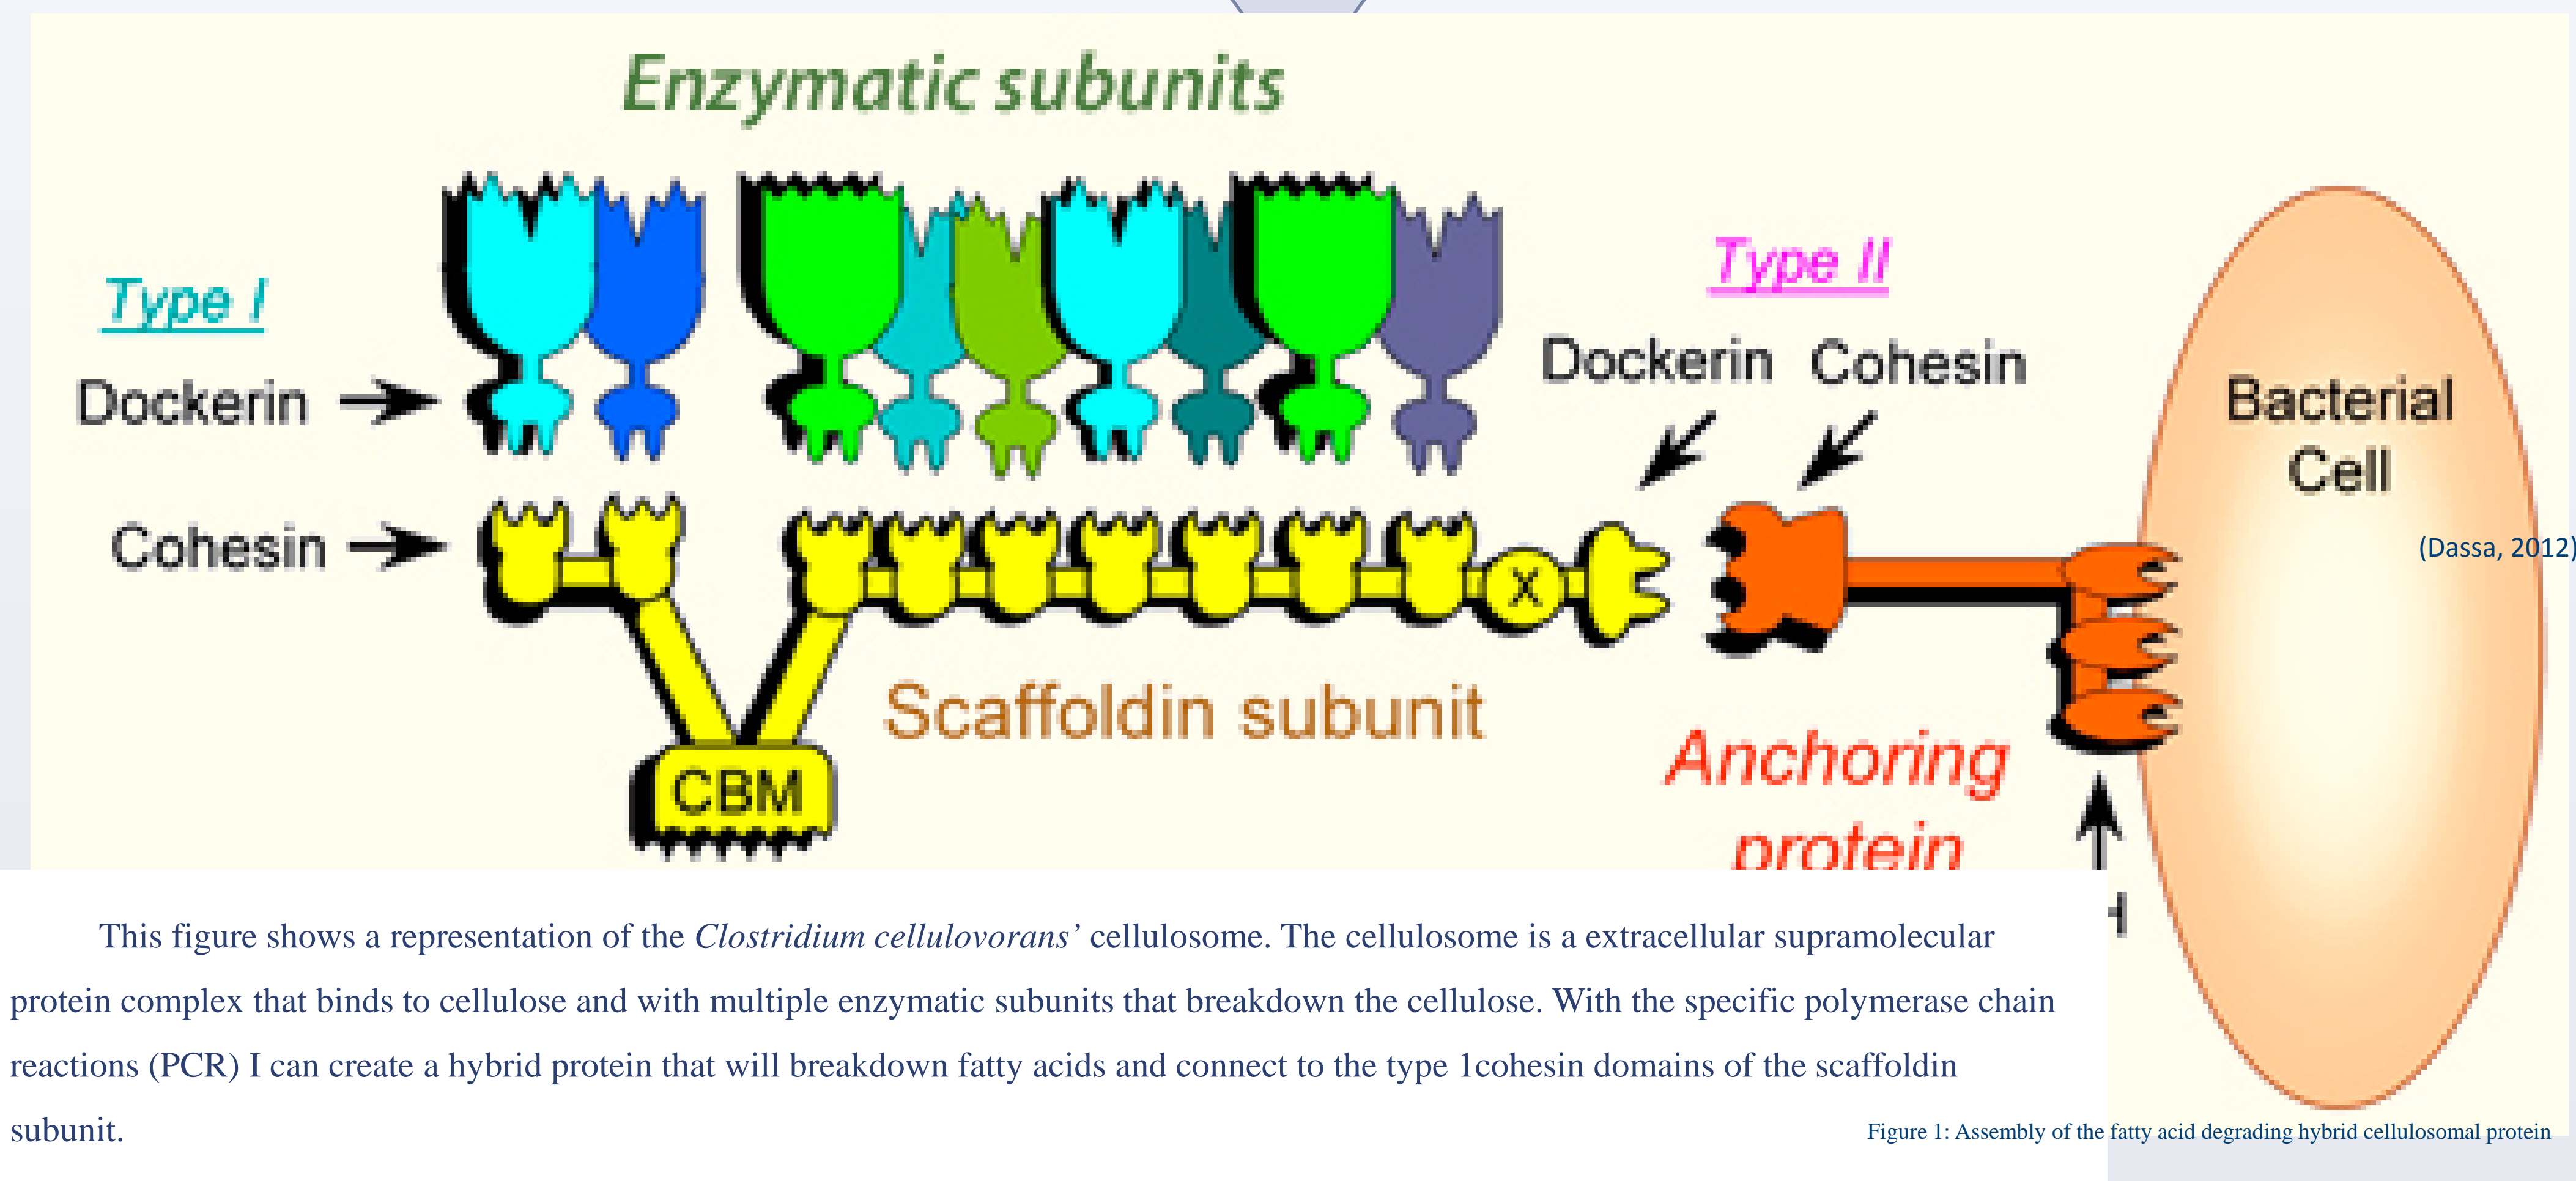 Enzymatic subunits
Type I
Type II
Dockerin
Cohesin
Dockerin
Bacterial
Cell
Cohesin
(Dassa, 2012)
X
Scaffoldin subunit
CBM
Anchoring
protein
This figure shows a representation of the Clostridium cellulovorans’ cellulosome. The cellulosome is a extracellular supramolecular
protein complex that binds to cellulose and with multiple enzymatic subunits that breakdown the cellulose. With the specific polymerase chain
reactions (PCR) I can create a hybrid protein that will breakdown fatty acids and connect to the type 1cohesin domains of the scaffoldin
subunit.
Figure 1: Assembly of the fatty acid degrading hybrid cellulosomal protein